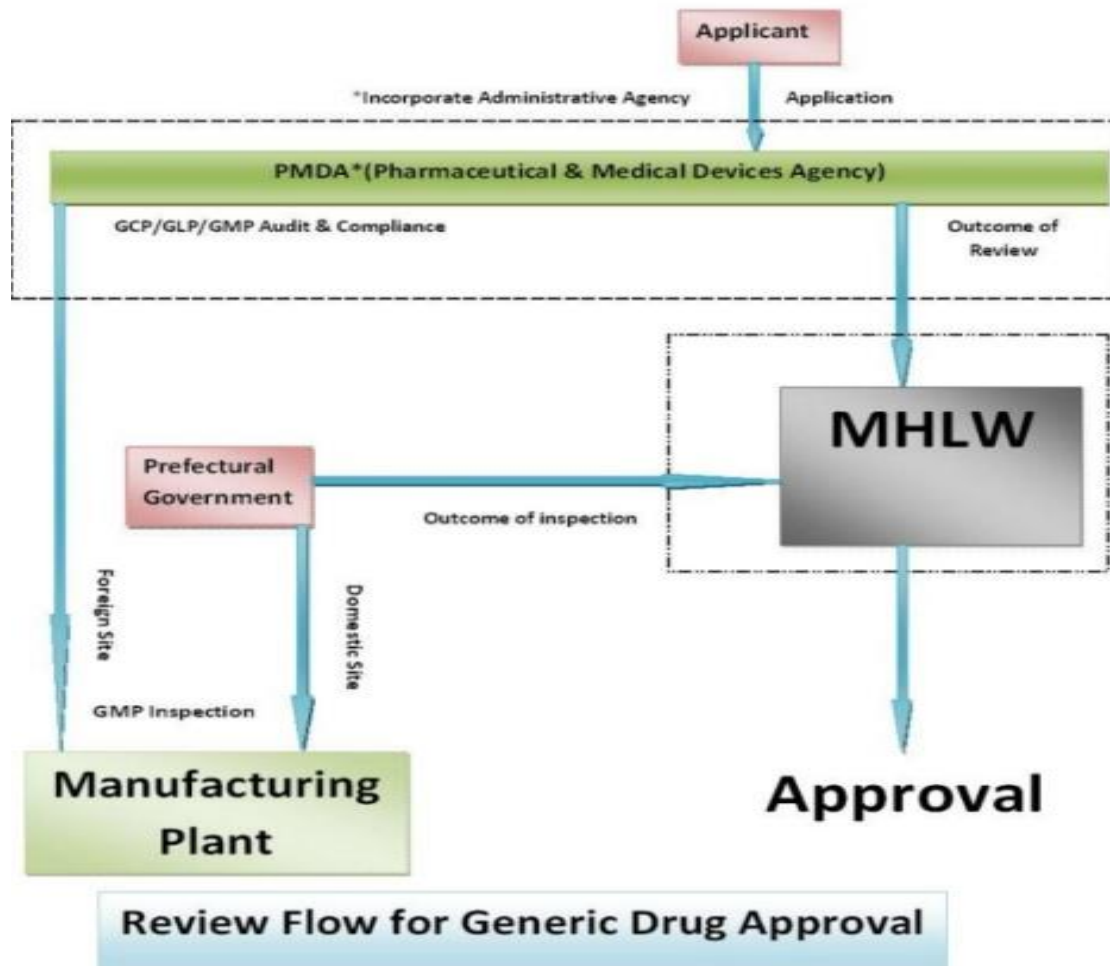 Applicant
*Incorporate Administrative Agency
Application
PMDA*(Pharmaceutical & Medical Devices Agency)
GCP/GLP/GMP Audit & Compliance
Outcome of
Review
MHLW
Prefectural
Government
Outcome of inspection
Foreign Site
Domestic Site
GMP Inspection
Manufacturing
Plant
Approval
Review Flow for Generic Drug Approval